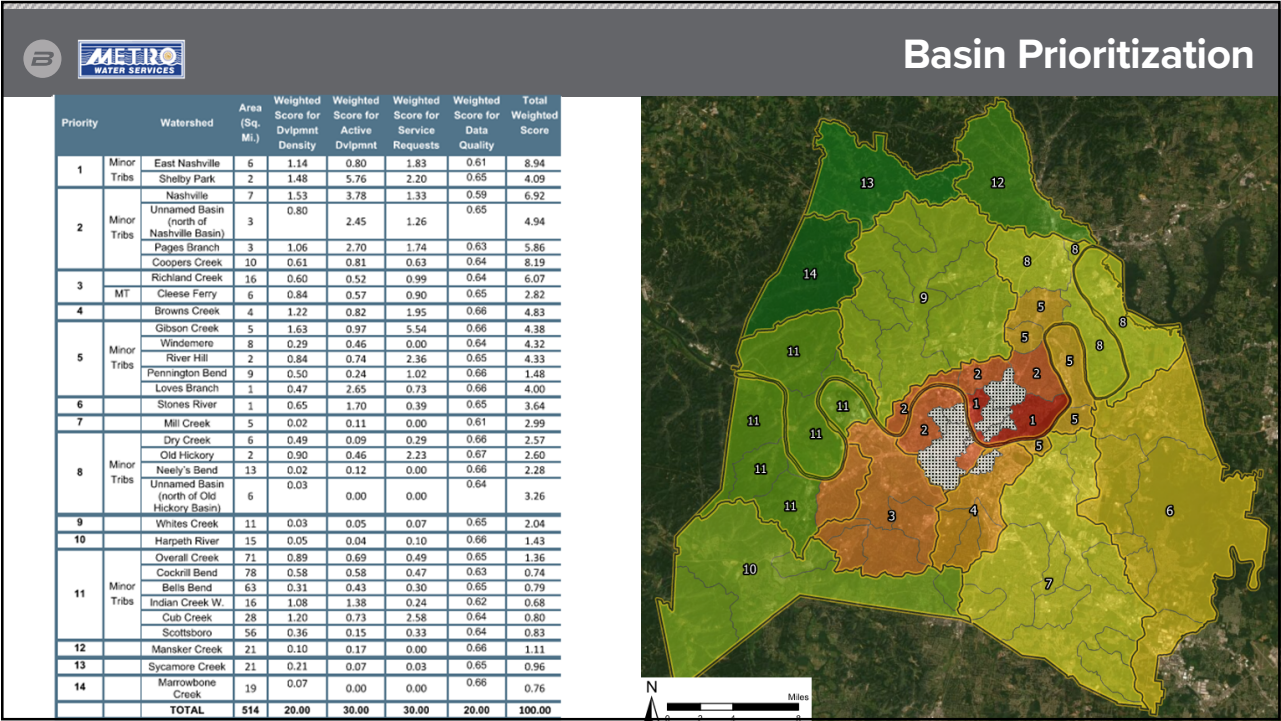 B
METRO
WATER SERVICES
Basin Prioritization
Priority Watershed Area (Sq. Mi.) Weighted Score for Dvlpmnt Density Weighted Score for Active Dvlpmnt Weighted Score for Service Requests Weighted Score for Data Quality Total Weighted Score
1 Minor Tribs East Nashville 6 1.14 0.80 1.83 0.61 8.94
Shelby Park 2 1.48 5.76 2.20 0.65 4.09
2 Minor Tribs Nashville 7 1.53 3.78 1.33 0.59 6.92
Unnamed Basin (north of Nashville Basin) 3 0.80 2.45 1.26 0.65 4.94
Pages Branch 3 1.06 2.70 1.74 0.63 5.86
Coopers Creek 10 0.61 0.81 0.63 0.64 8.19
3 Richland Creek 16 0.60 0.52 0.99 0.64 6.07
MT Cleese Ferry 6 0.84 0.57 0.90 0.65 2.82
4 Browns Creek 4 1.22 0.82 1.95 0.66 4.83
5 Minor Tribs Gibson Creek 5 1.63 0.97 5.54 0.66 4.38
Windemere 8 0.29 0.46 0.00 0.64 4.32
River Hill 2 0.84 0.74 2.36 0.65 4.33
Pennington Bend 9 0.50 0.24 1.02 0.66 1.48
Loves Branch 1 0.47 2.65 0.73 0.66 4.00
6 Stones River 1 0.65 1.70 0.39 0.65 3.64
7 Mill Creek 5 0.02 0.11 0.00 0.61 2.99
8 Minor Tribs Dry Creek 6 0.49 0.09 0.29 0.66 2.57
Old Hickory 2 0.90 0.46 2.23 0.67 2.60
Neely's Bend 13 0.02 0.12 0.00 0.66 2.28
Unnamed Basin (north of Old Hickory Basin) 6 0.03 0.00 0.00 0.64 3.26
9 Whites Creek 11 0.03 0.05 0.07 0.65 2.04
10 Harpeth River 15 0.05 0.04 0.10 0.66 1.43
11 Minor Tribs Overall Creek 71 0.89 0.69 0.49 0.65 1.36
Cockrill Bend 78 0.58 0.58 0.47 0.63 0.74
Bells Bend 63 0.31 0.43 0.30 0.65 0.79
Indian Creek W. 16 1.08 1.38 0.24 0.62 0.68
Cub Creek 28 1.20 0.73 2.58 0.64 0.80
Scottsboro 56 0.36 0.15 0.33 0.64 0.83
12 Mansker Creek 21 0.10 0.17 0.00 0.66 1.11
13 Sycamore Creek 21 0.21 0.07 0.03 0.65 0.96
14 Marrowbone Creek 19 0.07 0.00 0.00 0.66 0.76
TOTAL 514 20.00 30.00 30.00 20.00 100.00
13
12
8
8
14
9
5
8
5
8
11
5
2
2
11
2
1
11
1
5
11
2
5
11
11
3
4
6
10
7
N
Miles